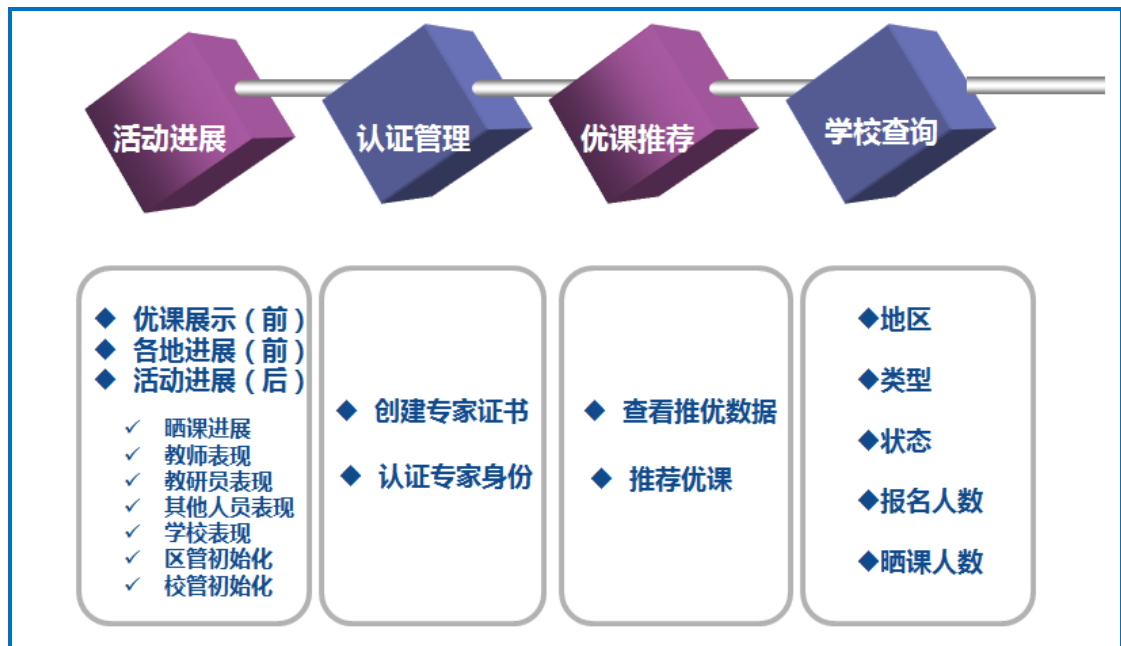 活动进展
认证管理
优课推荐
学校查询
◆ 优课展示（前）
◆ 各地进展（前）
◆ 活动进展（后）
✓ 晒课进展
✓ 教师表现
✓ 教研员表现
✓ 其他人员表现
✓ 学校表现
✓ 区管初始化
✓ 校管初始化
◆ 创建专家证书
◆ 认证专家身份
◆ 查看推优数据
◆ 推荐优课
◆地区
◆类型
◆状态
◆报名人数
◆晒课人数